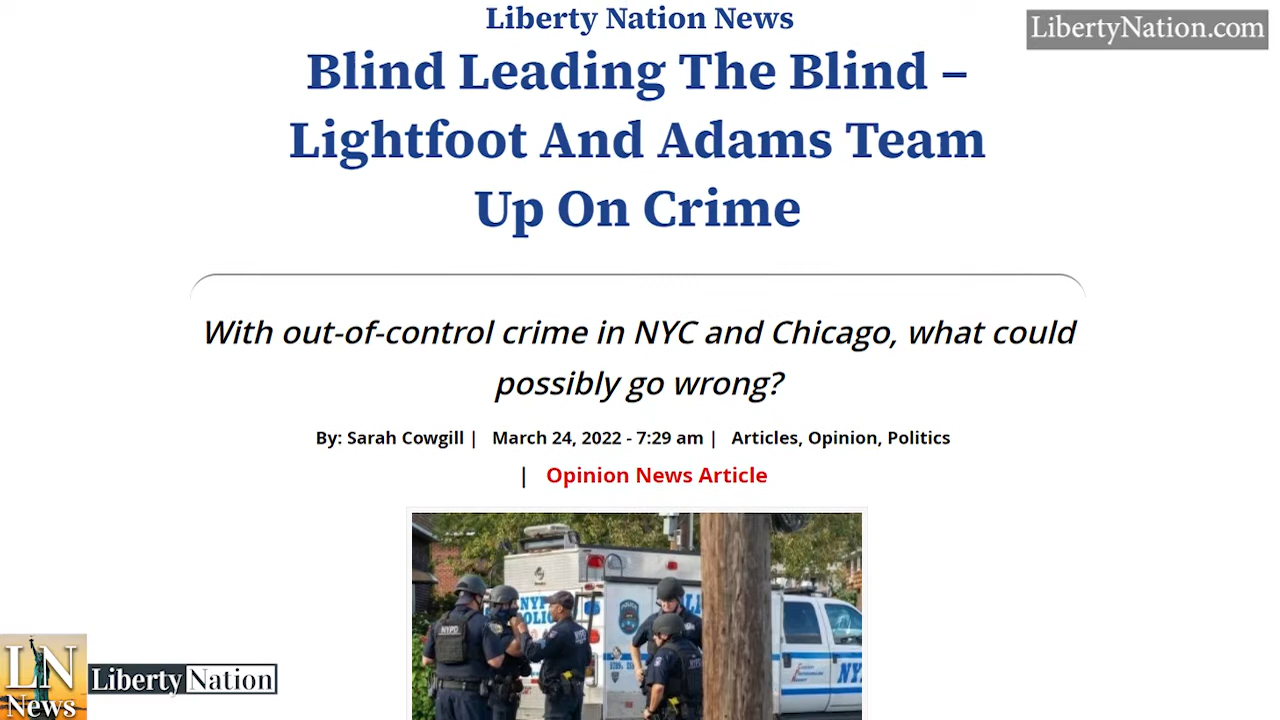 Liberty Nation News
LibertyNation.com
Blind Leading The Blind –
Lightfoot And Adams Team
Up On Crime
With out-of-control crime in NYC and Chicago, what could
possibly go wrong?
By: Sarah Cowgill | March 24, 2022 - 7:29 am | Articles, Opinion, Politics
| Opinion News Article
NYPD
LN
News
Liberty Nation